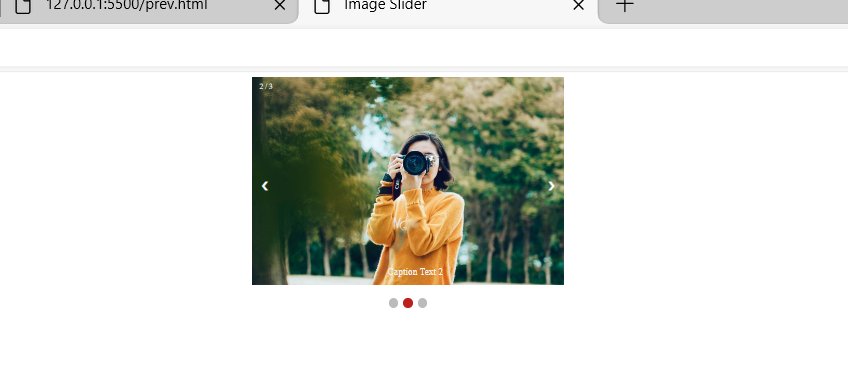 127.0.0.1:5500/prev.html
Image Slider
2 / 3
Caption Text 2